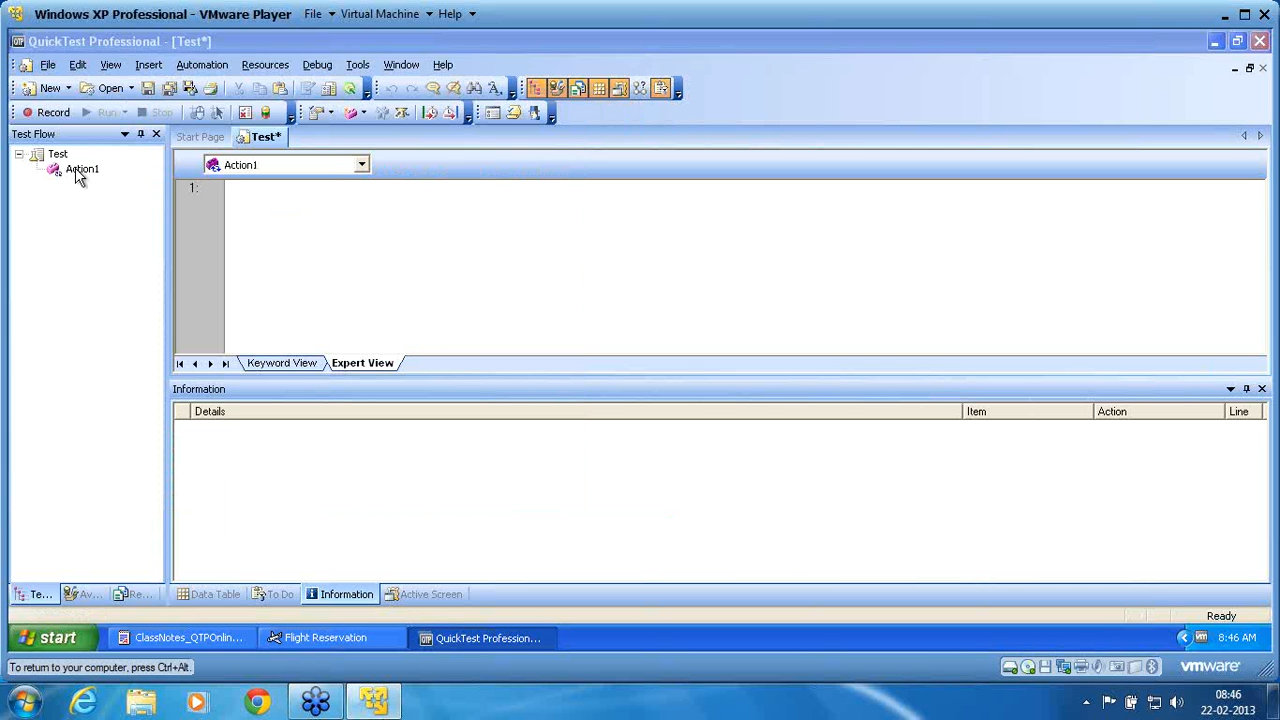 Windows XP Professional - VMware Player File Virtual Machine Help
QuickTest Professional - [Test*]
File Edit View Insert Automation Resources Debug Tools Window Help
New Open
Record Run Stop
Test Flow
Start Page Test*
Test
Action1
Action1
1:
Keyword View Expert View
Information
Details Item Action Line
Te... Av... Re... Data Table To Do Information Active Screen
Ready
start ClassNotes_QTPOnlin... Flight Reservation QuickTest Profession... 8:46 AM
To return to your computer, press Ctrl+Alt. vmware
08:46
22-02-2013